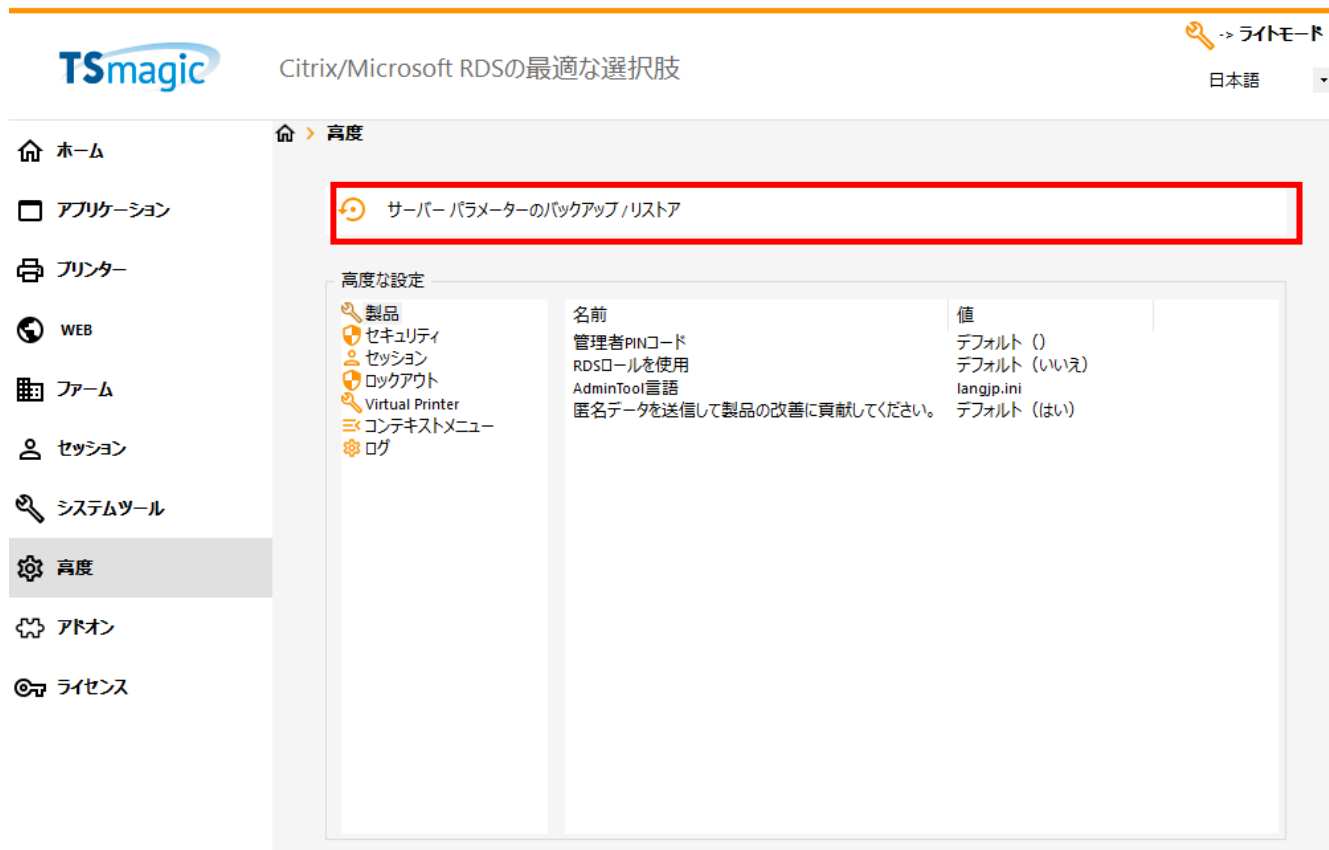 -> ライトモード
TSmagic
Citrix/Microsoft RDSの最適な選択肢
日本語
ホーム
アプリケーション
プリンター
WEB
ファーム
セッション
システムツール
高度
アドオン
ライセンス
> 高度
サーバー パラメーターのバックアップ / リストア
高度な設定
製品
セキュリティ
セッション
ロックアウト
Virtual Printer
コンテキストメニュー
ログ
名前 値
管理者PINコード デフォルト（）
RDSロールを使用 デフォルト（いいえ）
AdminTool言語 langjp.ini
匿名データを送信して製品の改善に貢献してください。 デフォルト（はい）